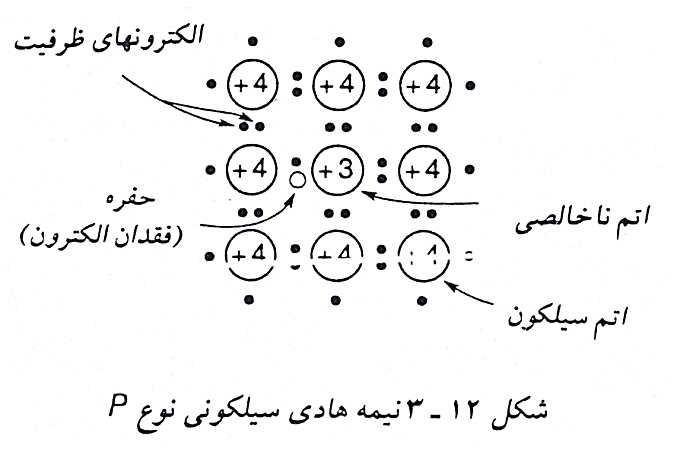 الکترونهای ظرفیت
+4 +4 +4
+4 +3 +4
حفره
(فقدان الکترون)
اتم ناخالصی
+4 +4
اتم سیلکون
شکل ۱۲ ـ ۳ نیمه هادی سیلکونی نوع P